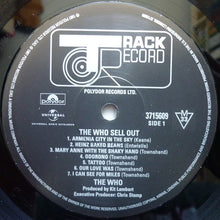 TRACK
RECORD
POLYDOR RECORDS LTD.
THE WHO SELL OUT
polydor
UNIVERSAL
3715609
SIDE 1
1. ARMENIA CITY IN THE SKY (Keene)
2. HEINZ BAKED BEANS (Entwistle)
3. MARY ANNE WITH THE SHAKY HAND (Townshend)
4. ODORONO (Townshend)
5. TATTOO (Townshend)
6. OUR LOVE WAS (Townshend)
7. I CAN SEE FOR MILES (Townshend)
THE WHO
Produced by Kit Lambert
Executive Producer: Chris Stamp